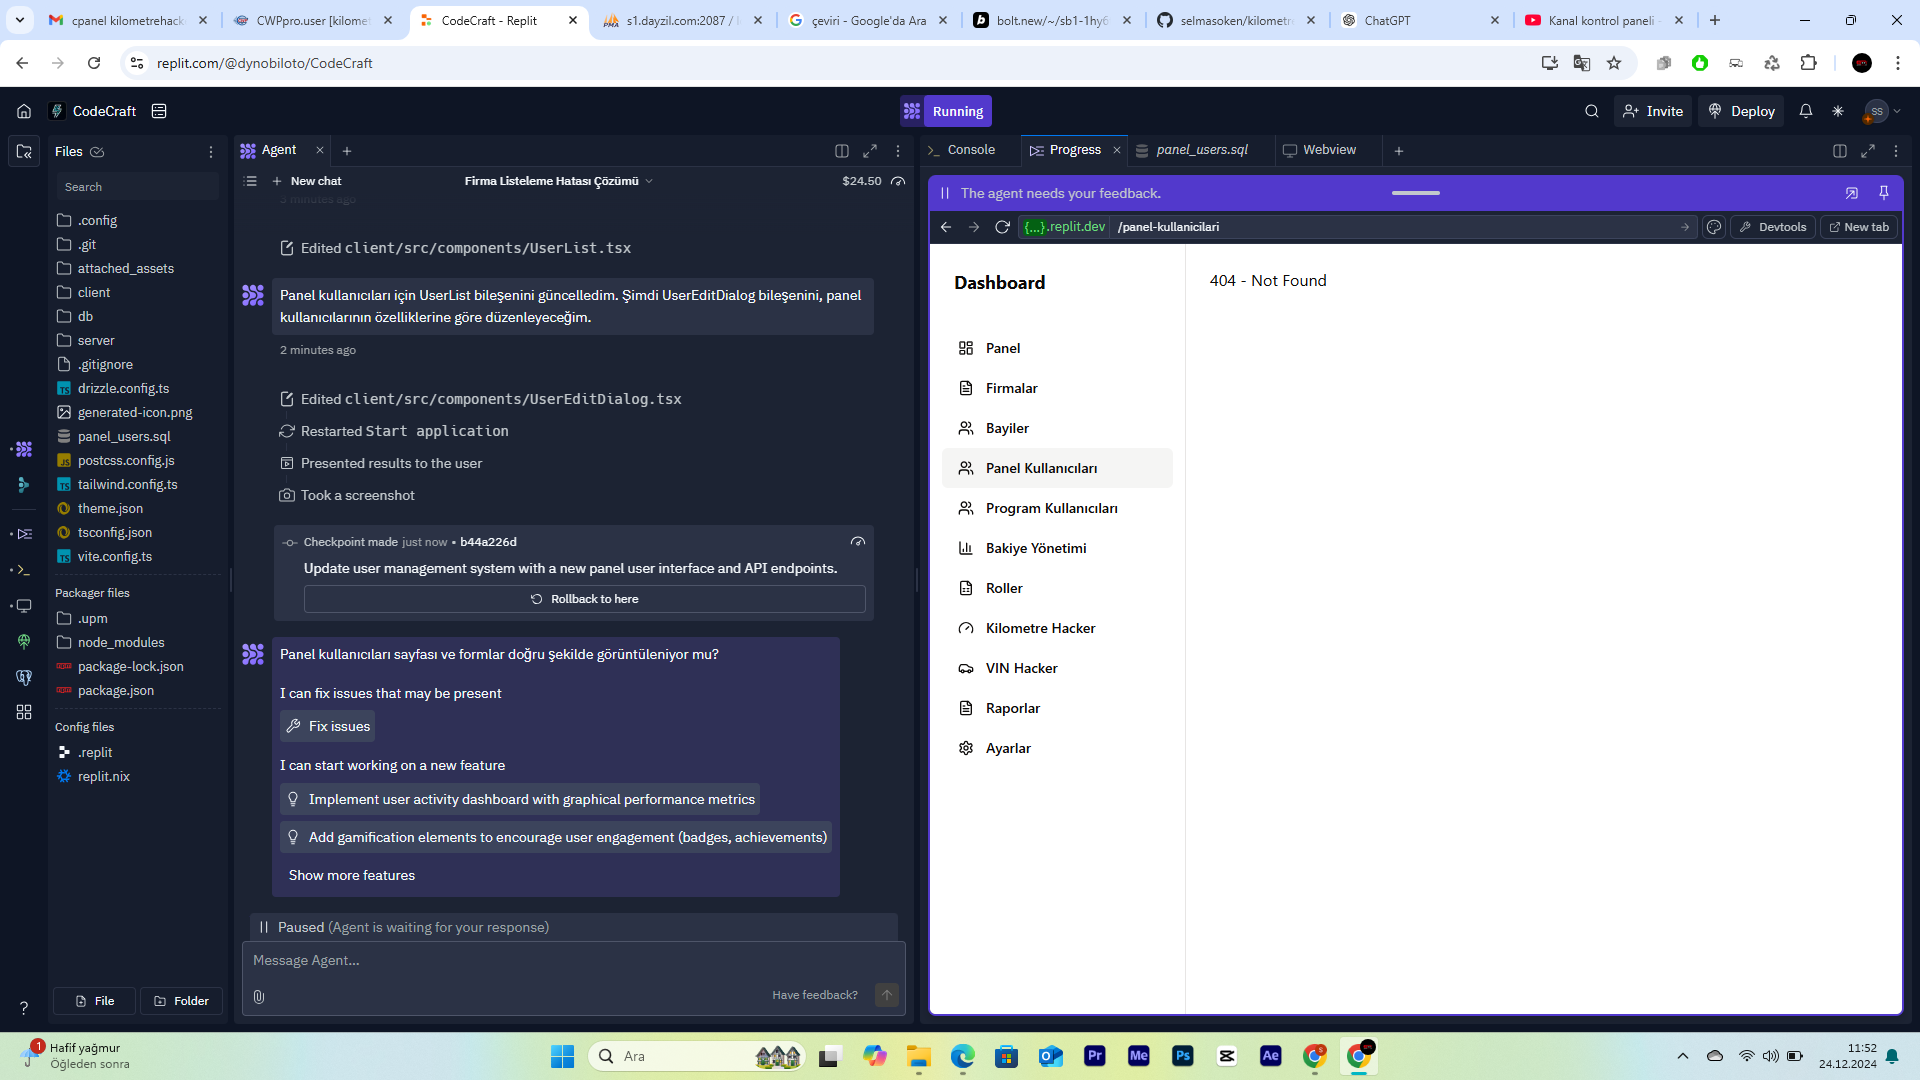 cpanel kilometrehack
CWPpro.user [kilomet
CodeCraft - Replit
s1.dayzil.com:2087 /
çeviri - Google'da Ara
bolt.new/~/sb1-1hy6
selmasoken/kilometr
ChatGPT
Kanal kontrol paneli -
replit.com/@dynobiloto/CodeCraft
CodeCraft
Running
Invite
Deploy
SS
Files
Search
.config
.git
attached_assets
client
db
server
.gitignore
drizzle.config.ts
generated-icon.png
panel_users.sql
postcss.config.js
tailwind.config.ts
theme.json
tsconfig.json
vite.config.ts
Packager files
.upm
node_modules
package-lock.json
package.json
Config files
.replit
replit.nix
File
Folder
Agent
New chat
Firma Listeleme Hatası Çözümü
$24.50
3 minutes ago
Edited client/src/components/UserList.tsx
Panel kullanıcıları için UserList bileşenini güncelledim. Şimdi UserEditDialog bileşenini, panel
kullanıcılarının özelliklerine göre düzenleyeceğim.
2 minutes ago
Edited client/src/components/UserEditDialog.tsx
Restarted Start application
Presented results to the user
Took a screenshot
Checkpoint made just now • b44a226d
Update user management system with a new panel user interface and API endpoints.
Rollback to here
Panel kullanıcıları sayfası ve formlar doğru şekilde görüntüleniyor mu?
I can fix issues that may be present
Fix issues
I can start working on a new feature
Implement user activity dashboard with graphical performance metrics
Add gamification elements to encourage user engagement (badges, achievements)
Show more features
Paused (Agent is waiting for your response)
Message Agent...
Have feedback?
Console
Progress
panel_users.sql
Webview
The agent needs your feedback.
{...}.replit.dev
/panel-kullanicilari
Devtools
New tab
Dashboard
404 - Not Found
Panel
Firmalar
Bayiler
Panel Kullanıcıları
Program Kullanıcıları
Bakiye Yönetimi
Roller
Kilometre Hacker
VIN Hacker
Raporlar
Ayarlar
1
Hafif yağmur
Öğleden sonra
Ara
Pr
Me
Ps
Ae
11:52
24.12.2024